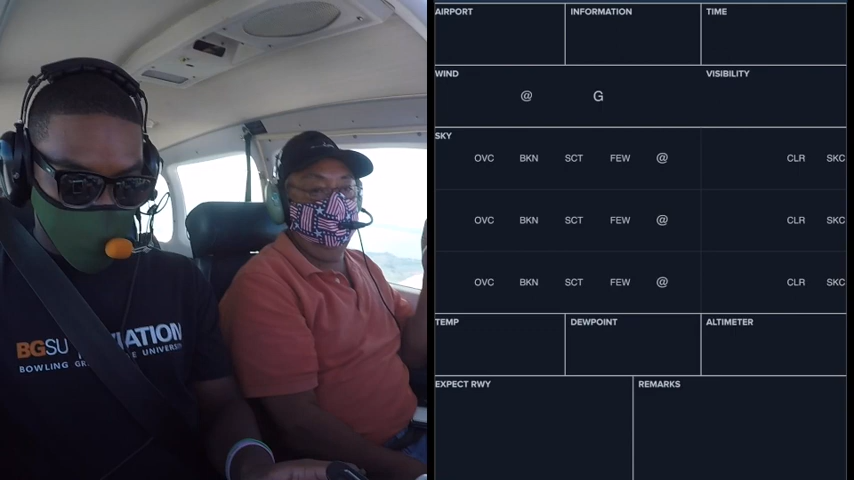 BGSU AVIATION
BOWLING GREEN STATE UNIVERSITY
AIRPORT INFORMATION TIME
WIND VISIBILITY
@ G
SKY
OVC BKN SCT FEW @ CLR SKC
OVC BKN SCT FEW @ CLR SKC
OVC BKN SCT FEW @ CLR SKC
TEMP DEWPOINT ALTIMETER
EXPECT RWY REMARKS